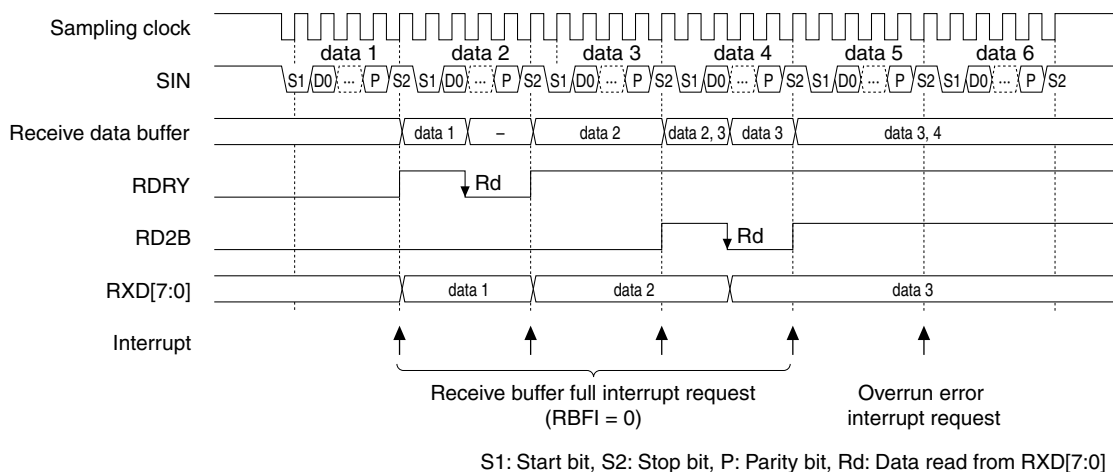 Sampling clock
data 1 data 2 data 3 data 4 data 5 data 6
SIN S1 D0 ... P S2 S1 D0 ... P S2 S1 D0 ... P S2 S1 D0 ... P S2 S1 D0 ... P S2 S1 D0 ... P S2
Receive data buffer data 1 – data 2 data 2, 3 data 3 data 3, 4
RDRY Rd
RD2B Rd
RXD[7:0] data 1 data 2 data 3
Interrupt
Receive buffer full interrupt request Overrun error
(RBFI = 0) interrupt request
S1: Start bit, S2: Stop bit, P: Parity bit, Rd: Data read from RXD[7:0]